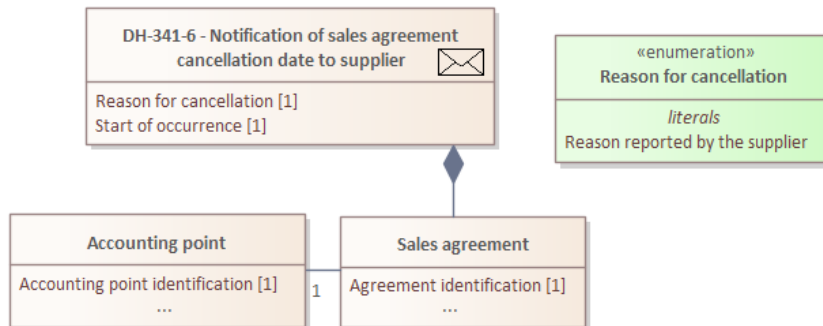 DH-341-6 - Notification of sales agreement
cancellation date to supplier
Reason for cancellation [1]
Start of occurrence [1]
«enumeration»
Reason for cancellation
literals
Reason reported by the supplier
Accounting point
Accounting point identification [1]
...
1
Sales agreement
Agreement identification [1]
...